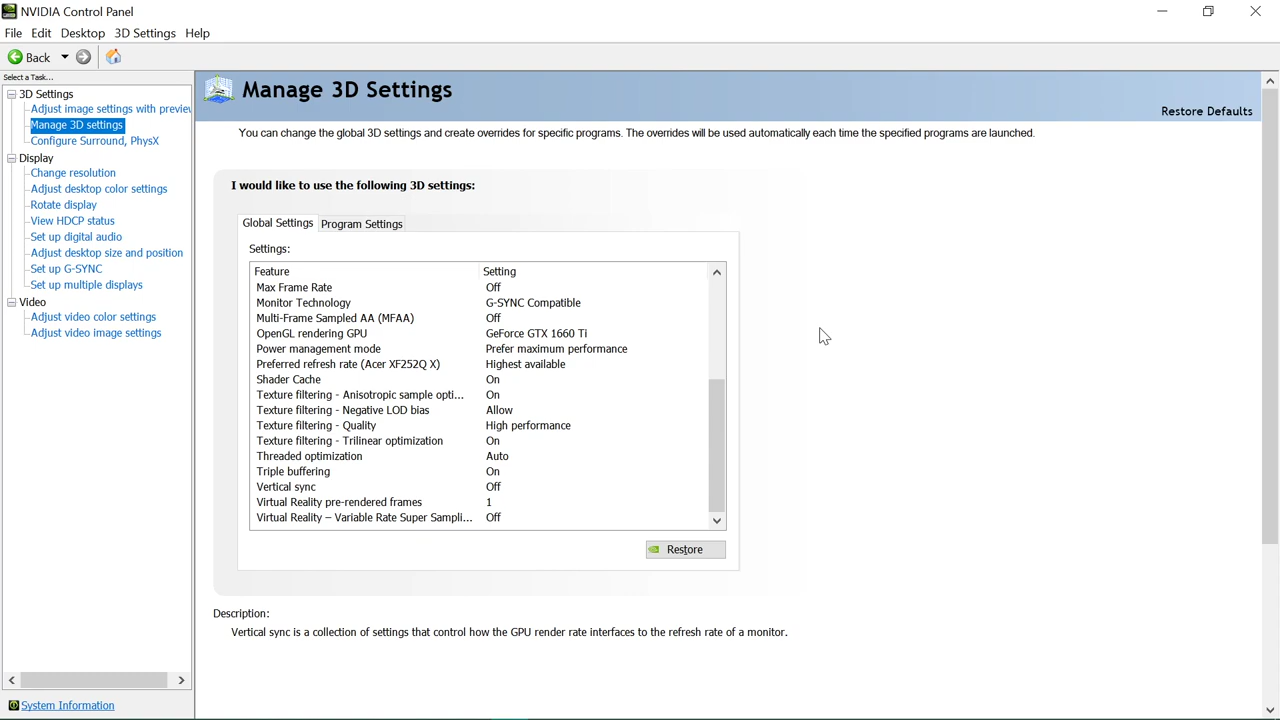 NVIDIA Control Panel
File Edit Desktop 3D Settings Help
Back
Select a Task...
3D Settings
Adjust image settings with
Manage 3D settings
Configure Surround, PhysX
Display
Change resolution
Adjust desktop color settings
Rotate display
View HDCP status
Set up digital audio
Adjust desktop size and position
Set up G-SYNC
Set up multiple displays
Video
Adjust video color settings
Adjust video image settings
System Information
Manage 3D Settings
Restore Defaults
You can change the global 3D settings and create overrides for specific programs. The overrides will be used automatically each time the specified programs are launched.
I would like to use the following 3D settings:
Global Settings Program Settings
Settings:
Feature Setting
Max Frame Rate Off
Monitor Technology G-SYNC Compatible
Multi-Frame Sampled AA (MFAA) Off
OpenGL rendering GPU GeForce GTX 1660 Ti
Power management mode Prefer maximum performance
Preferred refresh rate (Acer XF252Q X) Highest available
Shader Cache On
Texture filtering - Anisotropic sample opti... On
Texture filtering - Negative LOD bias Allow
Texture filtering - Quality High performance
Texture filtering - Trilinear optimization On
Threaded optimization Auto
Triple buffering On
Vertical sync Off
Virtual Reality pre-rendered frames 1
Virtual Reality – Variable Rate Super Sampli... Off
Restore
Description:
Vertical sync is a collection of settings that control how the GPU render rate interfaces to the refresh rate of a monitor.